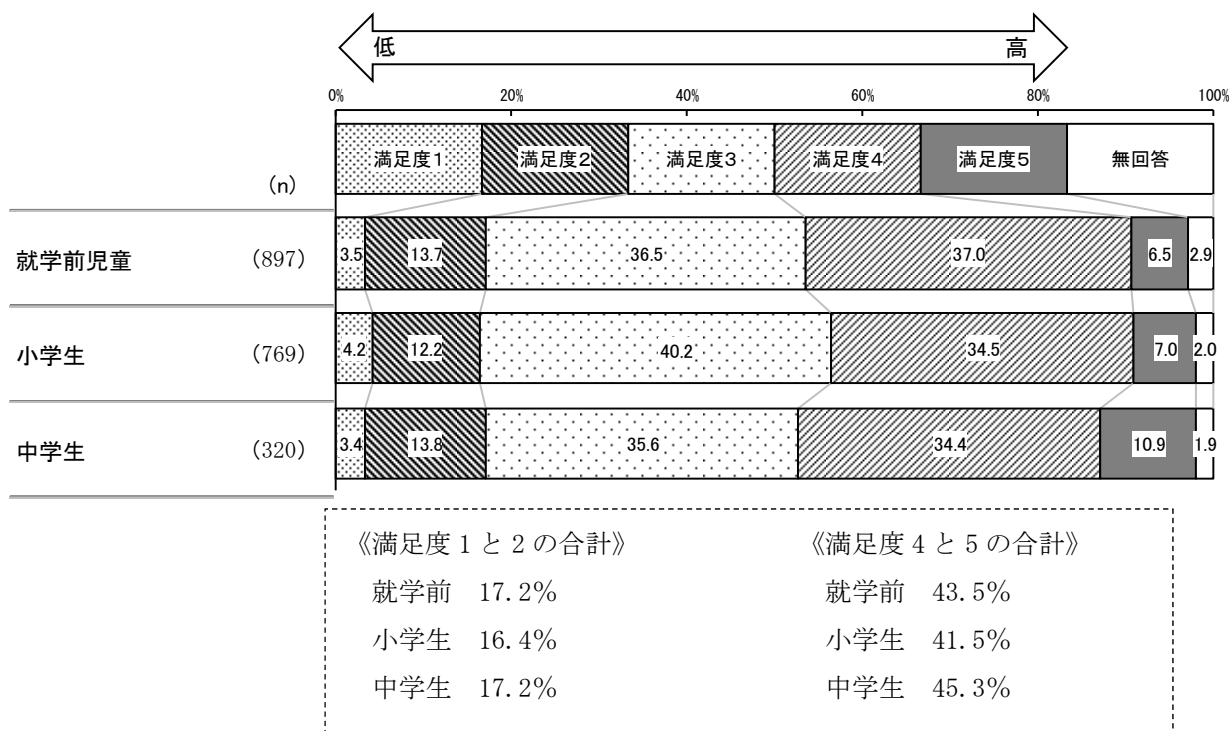 低 高
0% 20% 40% 60% 80% 100%
満足度1 満足度2 満足度3 満足度4 満足度5 無回答
(n)
就学前児童 (897) 3.5 13.7 36.5 37.0 6.5 2.9
小学生 (769) 4.2 12.2 40.2 34.5 7.0 2.0
中学生 (320) 3.4 13.8 35.6 34.4 10.9 1.9
《満足度1と2の合計》 《満足度4と5の合計》
就学前 17.2% 就学前 43.5%
小学生 16.4% 小学生 41.5%
中学生 17.2% 中学生 45.3%